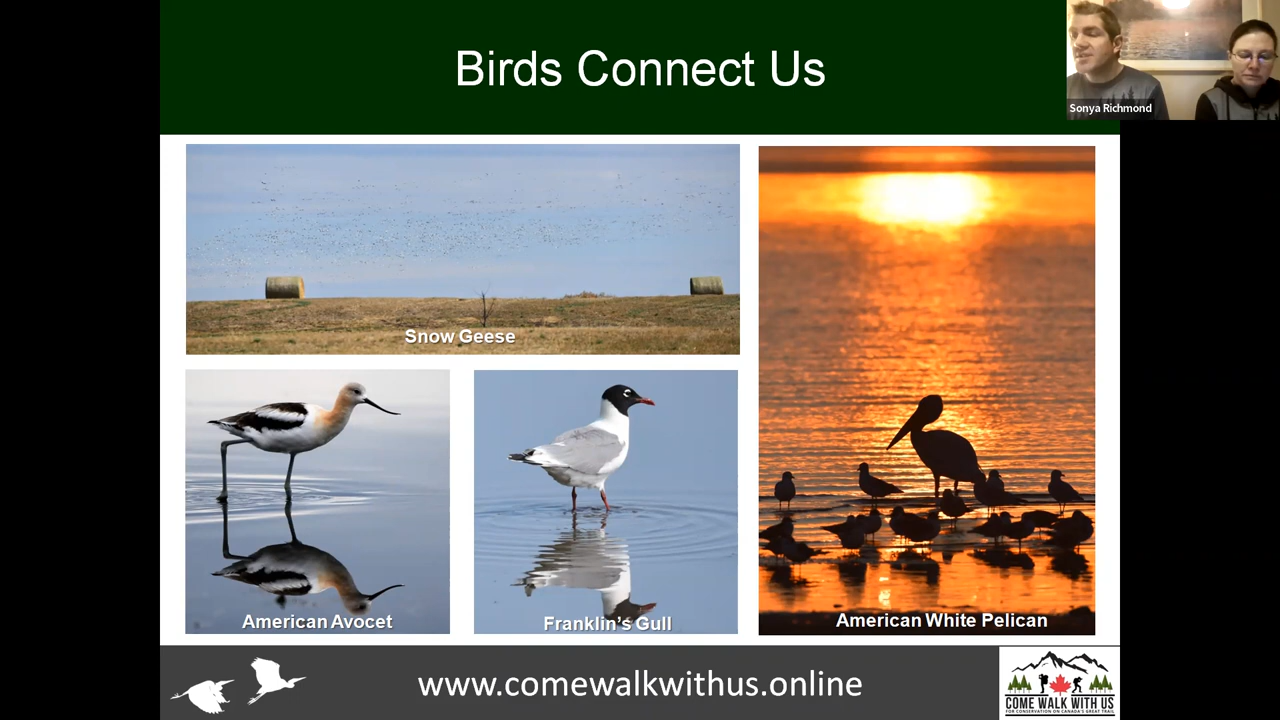 Birds Connect Us
Sonya Richmond
Snow Geese
American Avocet
Franklin's Gull
American White Pelican
www.comewalkwithus.online
COME WALK WITH US
FOR CONSERVATION ON CANADA'S GREAT TRAIL